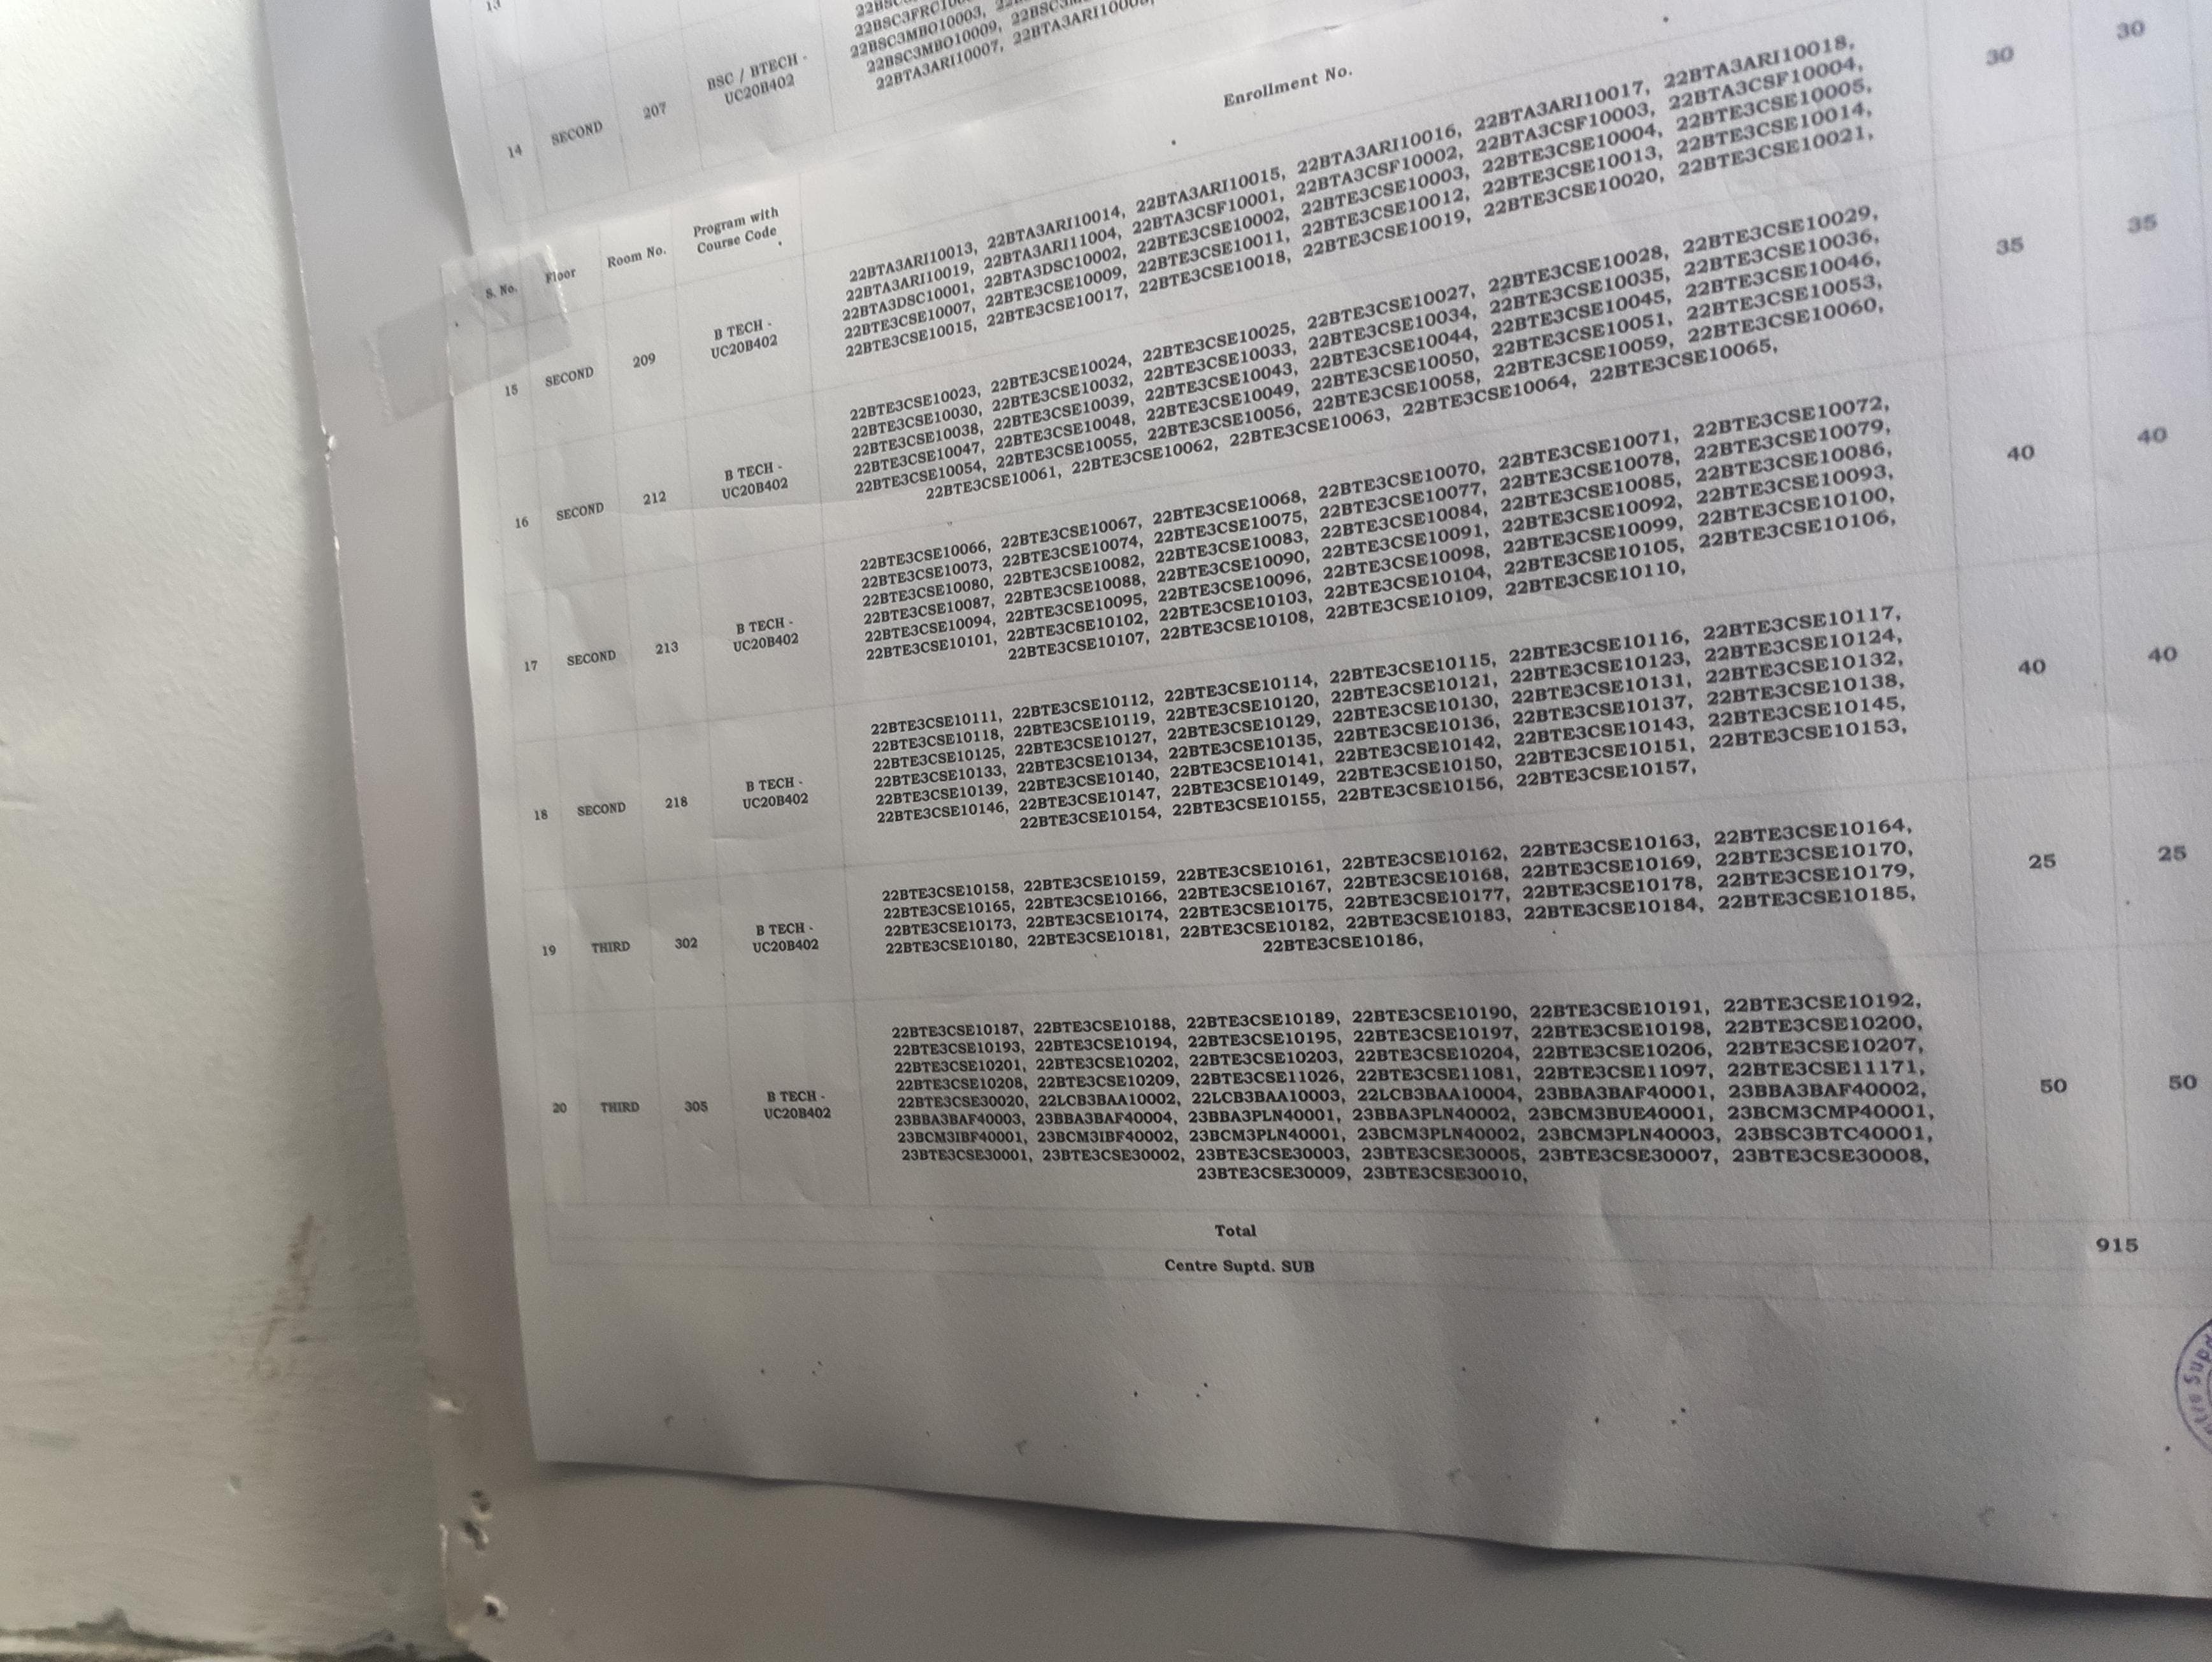 13
22BSC3MBO10003,
22BSC3MBO10009,
22BTA3ARI10007,
14 SECOND 207 BSC / BTECH - UC20B402
S. No. Floor Room No. Program with Course Code Enrollment No.
22BTA3ARI10013, 22BTA3ARI10014, 22BTA3ARI10015, 22BTA3ARI10016, 22BTA3ARI10017, 22BTA3ARI10018,
22BTA3ARI10019, 22BTA3ARI11004, 22BTA3CSF10001, 22BTA3CSF10002, 22BTA3CSF10003, 22BTA3CSF10004,
22BTA3DSC10001, 22BTA3DSC10002, 22BTE3CSE10002, 22BTE3CSE10003, 22BTE3CSE10004, 22BTE3CSE10005,
22BTE3CSE10007, 22BTE3CSE10009, 22BTE3CSE10011, 22BTE3CSE10012, 22BTE3CSE10013, 22BTE3CSE10014,
22BTE3CSE10015, 22BTE3CSE10017, 22BTE3CSE10018, 22BTE3CSE10019, 22BTE3CSE10020, 22BTE3CSE10021,
15 SECOND 209 B TECH - UC20B402 30 30
22BTE3CSE10023, 22BTE3CSE10024, 22BTE3CSE10025, 22BTE3CSE10027, 22BTE3CSE10028, 22BTE3CSE10029,
22BTE3CSE10030, 22BTE3CSE10032, 22BTE3CSE10033, 22BTE3CSE10034, 22BTE3CSE10035, 22BTE3CSE10036,
22BTE3CSE10038, 22BTE3CSE10039, 22BTE3CSE10043, 22BTE3CSE10044, 22BTE3CSE10045, 22BTE3CSE10046,
22BTE3CSE10047, 22BTE3CSE10048, 22BTE3CSE10049, 22BTE3CSE10050, 22BTE3CSE10051, 22BTE3CSE10053,
22BTE3CSE10054, 22BTE3CSE10055, 22BTE3CSE10056, 22BTE3CSE10058, 22BTE3CSE10059, 22BTE3CSE10060,
22BTE3CSE10061, 22BTE3CSE10062, 22BTE3CSE10063, 22BTE3CSE10064, 22BTE3CSE10065,
16 SECOND 212 B TECH - UC20B402 35 35
22BTE3CSE10066, 22BTE3CSE10067, 22BTE3CSE10068, 22BTE3CSE10070, 22BTE3CSE10071, 22BTE3CSE10072,
22BTE3CSE10073, 22BTE3CSE10074, 22BTE3CSE10075, 22BTE3CSE10077, 22BTE3CSE10078, 22BTE3CSE10079,
22BTE3CSE10080, 22BTE3CSE10082, 22BTE3CSE10083, 22BTE3CSE10084, 22BTE3CSE10085, 22BTE3CSE10086,
22BTE3CSE10087, 22BTE3CSE10088, 22BTE3CSE10090, 22BTE3CSE10091, 22BTE3CSE10092, 22BTE3CSE10093,
22BTE3CSE10094, 22BTE3CSE10095, 22BTE3CSE10096, 22BTE3CSE10098, 22BTE3CSE10099, 22BTE3CSE10100,
22BTE3CSE10101, 22BTE3CSE10102, 22BTE3CSE10103, 22BTE3CSE10104, 22BTE3CSE10105, 22BTE3CSE10106,
22BTE3CSE10107, 22BTE3CSE10108, 22BTE3CSE10109, 22BTE3CSE10110,
17 SECOND 213 B TECH - UC20B402 40 40
22BTE3CSE10111, 22BTE3CSE10112, 22BTE3CSE10114, 22BTE3CSE10115, 22BTE3CSE10116, 22BTE3CSE10117,
22BTE3CSE10118, 22BTE3CSE10119, 22BTE3CSE10120, 22BTE3CSE10121, 22BTE3CSE10123, 22BTE3CSE10124,
22BTE3CSE10125, 22BTE3CSE10127, 22BTE3CSE10129, 22BTE3CSE10130, 22BTE3CSE10131, 22BTE3CSE10132,
22BTE3CSE10133, 22BTE3CSE10134, 22BTE3CSE10135, 22BTE3CSE10136, 22BTE3CSE10137, 22BTE3CSE10138,
22BTE3CSE10139, 22BTE3CSE10140, 22BTE3CSE10141, 22BTE3CSE10142, 22BTE3CSE10143, 22BTE3CSE10145,
22BTE3CSE10146, 22BTE3CSE10147, 22BTE3CSE10149, 22BTE3CSE10150, 22BTE3CSE10151, 22BTE3CSE10153,
22BTE3CSE10154, 22BTE3CSE10155, 22BTE3CSE10156, 22BTE3CSE10157,
18 SECOND 218 B TECH - UC20B402 40 40
22BTE3CSE10158, 22BTE3CSE10159, 22BTE3CSE10161, 22BTE3CSE10162, 22BTE3CSE10163, 22BTE3CSE10164,
22BTE3CSE10165, 22BTE3CSE10166, 22BTE3CSE10167, 22BTE3CSE10168, 22BTE3CSE10169, 22BTE3CSE10170,
22BTE3CSE10173, 22BTE3CSE10174, 22BTE3CSE10175, 22BTE3CSE10177, 22BTE3CSE10178, 22BTE3CSE10179,
22BTE3CSE10180, 22BTE3CSE10181, 22BTE3CSE10182, 22BTE3CSE10183, 22BTE3CSE10184, 22BTE3CSE10185,
22BTE3CSE10186,
19 THIRD 302 B TECH - UC20B402 25 25
22BTE3CSE10187, 22BTE3CSE10188, 22BTE3CSE10189, 22BTE3CSE10190, 22BTE3CSE10191, 22BTE3CSE10192,
22BTE3CSE10193, 22BTE3CSE10194, 22BTE3CSE10195, 22BTE3CSE10197, 22BTE3CSE10198, 22BTE3CSE10200,
22BTE3CSE10201, 22BTE3CSE10202, 22BTE3CSE10203, 22BTE3CSE10204, 22BTE3CSE10206, 22BTE3CSE10207,
22BTE3CSE10208, 22BTE3CSE10209, 22BTE3CSE11026, 22BTE3CSE11081, 22BTE3CSE11097, 22BTE3CSE11171,
22BTE3CSE30020, 22LCB3BAA10002, 22LCB3BAA10003, 22LCB3BAA10004, 23BBA3BAF40001, 23BBA3BAF40002,
23BBA3BAF40003, 23BBA3BAF40004, 23BBA3PLN40001, 23BBA3PLN40002, 23BCM3BUE40001, 23BCM3CMP40001,
23BCM3IBF40001, 23BCM3IBF40002, 23BCM3PLN40001, 23BCM3PLN40002, 23BCM3PLN40003, 23BSC3BTC40001,
23BTE3CSE30001, 23BTE3CSE30002, 23BTE3CSE30003, 23BTE3CSE30005, 23BTE3CSE30007, 23BTE3CSE30008,
23BTE3CSE30009, 23BTE3CSE30010,
20 THIRD 305 B TECH - UC20B402 50 50
Total 915
Centre Suptd. SUB